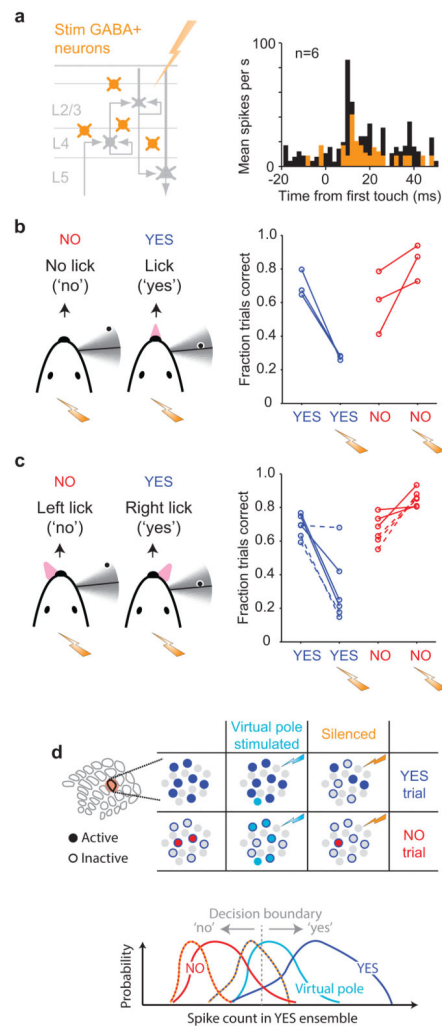 a
Stim GABA+
neurons
L2/3
L4
L5
100
80
60
40
20
0
Mean spikes per s
n=6
-20
0
20
40
Time from first touch (ms)
b
NO
YES
No lick
('no')
Lick
('yes')
1
0.8
0.6
0.4
0.2
0
Fraction trials correct
YES
YES
NO
NO
c
NO
YES
Left lick
('no')
Right lick
('yes')
1
0.8
0.6
0.4
0.2
0
Fraction trials correct
YES
YES
NO
NO
d
Virtual pole
stimulated
Silenced
YES
trial
NO
trial
Active
Inactive
Decision boundary
'no'
'yes'
NO
YES
Virtual pole
Probability
Spike count in YES ensemble